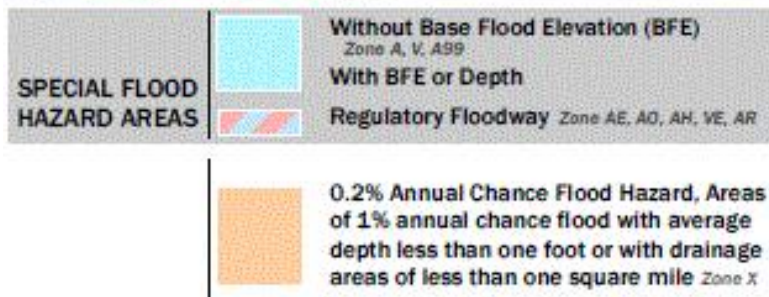 SPECIAL FLOOD
HAZARD AREAS
Without Base Flood Elevation (BFE)
Zone A, V, A99
With BFE or Depth
Regulatory Floodway Zone AE, AO, AH, VE, AR
0.2% Annual Chance Flood Hazard, Areas
of 1% annual chance flood with average
depth less than one foot or with drainage
areas of less than one square mile Zone X